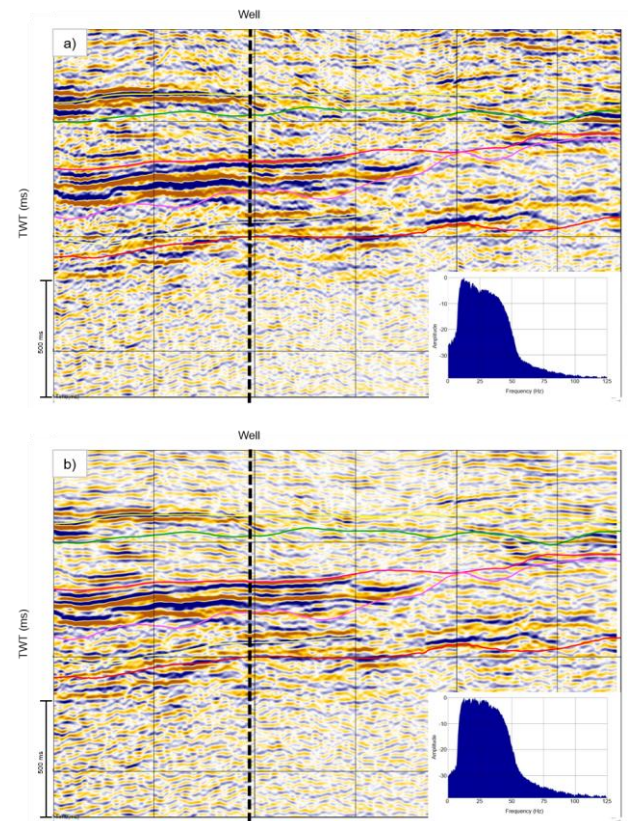 Well
a)
TWT (ms)
500 ms
Amplitude
0
-10
-20
-30
0 25 50 75 100 125
Frequency (Hz)
Well
b)
TWT (ms)
500 ms
Amplitude
0
-10
-20
-30
0 25 50 75 100 125
Frequency (Hz)